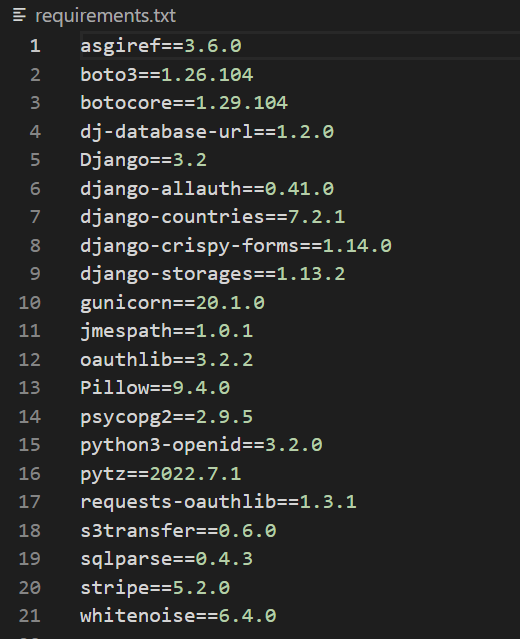 requirements.txt
1 asgiref==3.6.0
2 boto3==1.26.104
3 botocore==1.29.104
4 dj-database-url==1.2.0
5 Django==3.2
6 django-allauth==0.41.0
7 django-countries==7.2.1
8 django-crispy-forms==1.14.0
9 django-storages==1.13.2
10 gunicorn==20.1.0
11 jmespath==1.0.1
12 oauthlib==3.2.2
13 Pillow==9.4.0
14 psycopg2==2.9.5
15 python3-openid==3.2.0
16 pytz==2022.7.1
17 requests-oauthlib==1.3.1
18 s3transfer==0.6.0
19 sqlparse==0.4.3
20 stripe==5.2.0
21 whitenoise==6.4.0